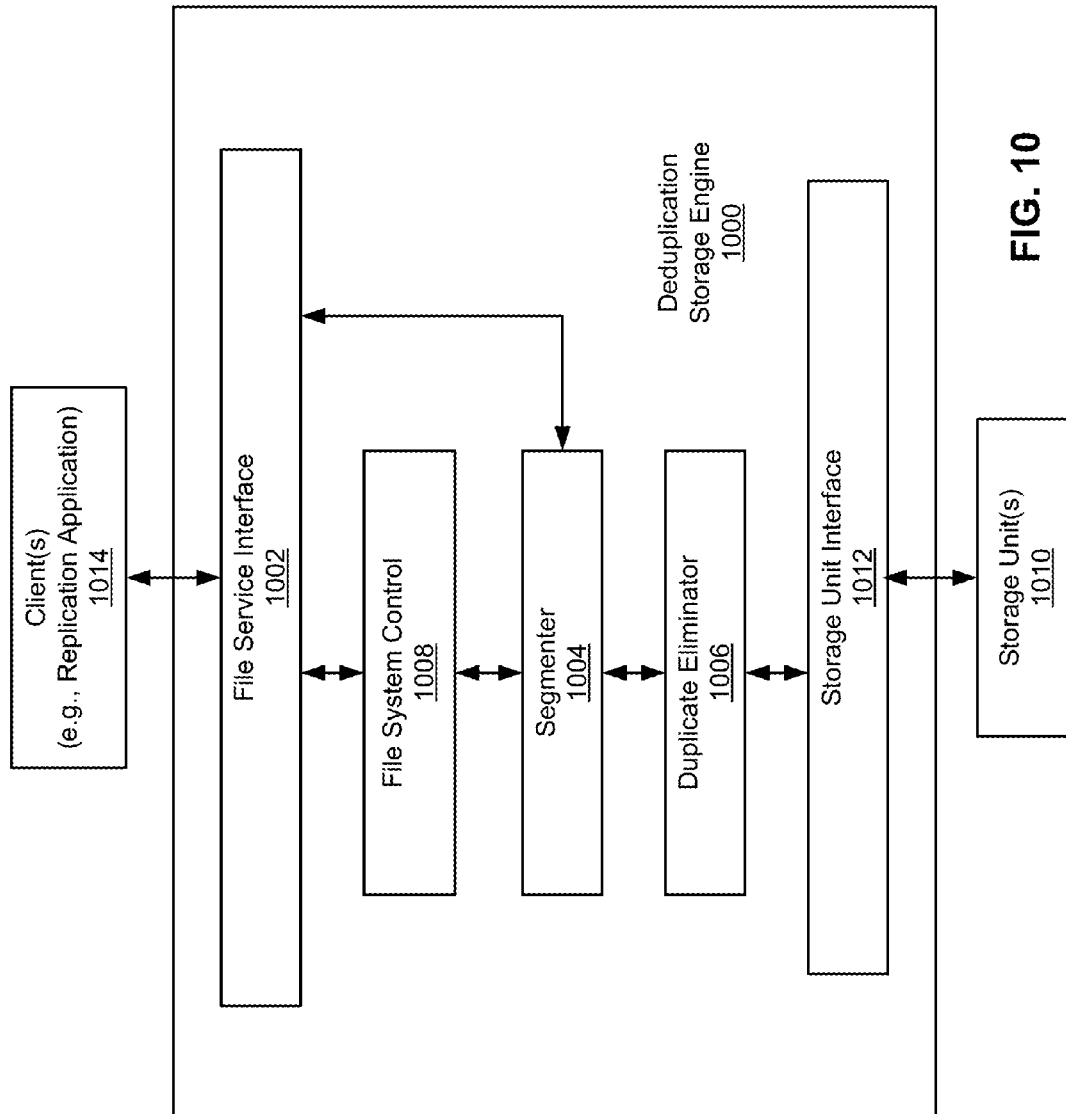 Client(s)
(e.g., Replication Application)
1014
File Service Interface
1002
File System Control
1008
Segmenter
1004
Duplicate Eliminator
1006
Deduplication
Storage Engine
1000
Storage Unit Interface
1012
Storage Unit(s)
1010
FIG. 10